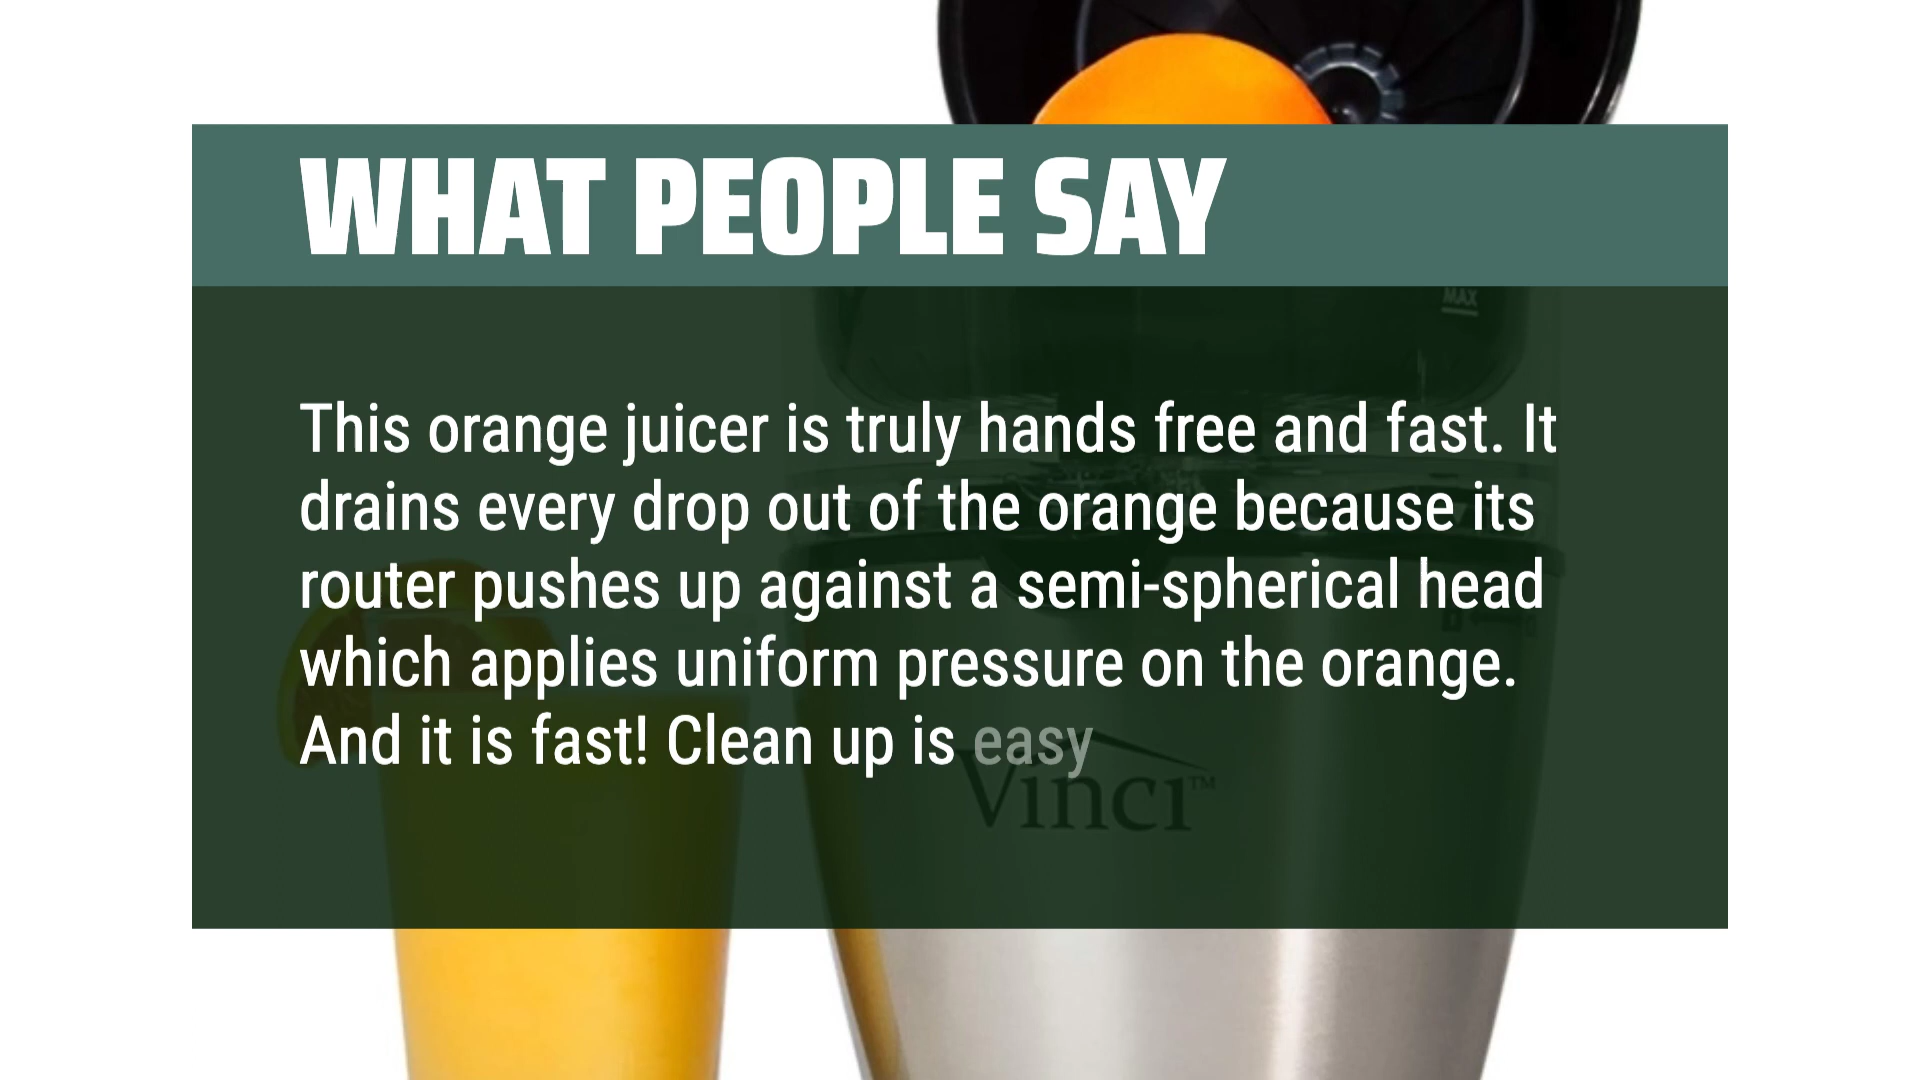 WHAT PEOPLE SAY
MAX
This orange juicer is truly hands free and fast. It
drains every drop out of the orange because its
router pushes up against a semi-spherical head
which applies uniform pressure on the orange.
And it is fast! Clean up is easy
Vinci™